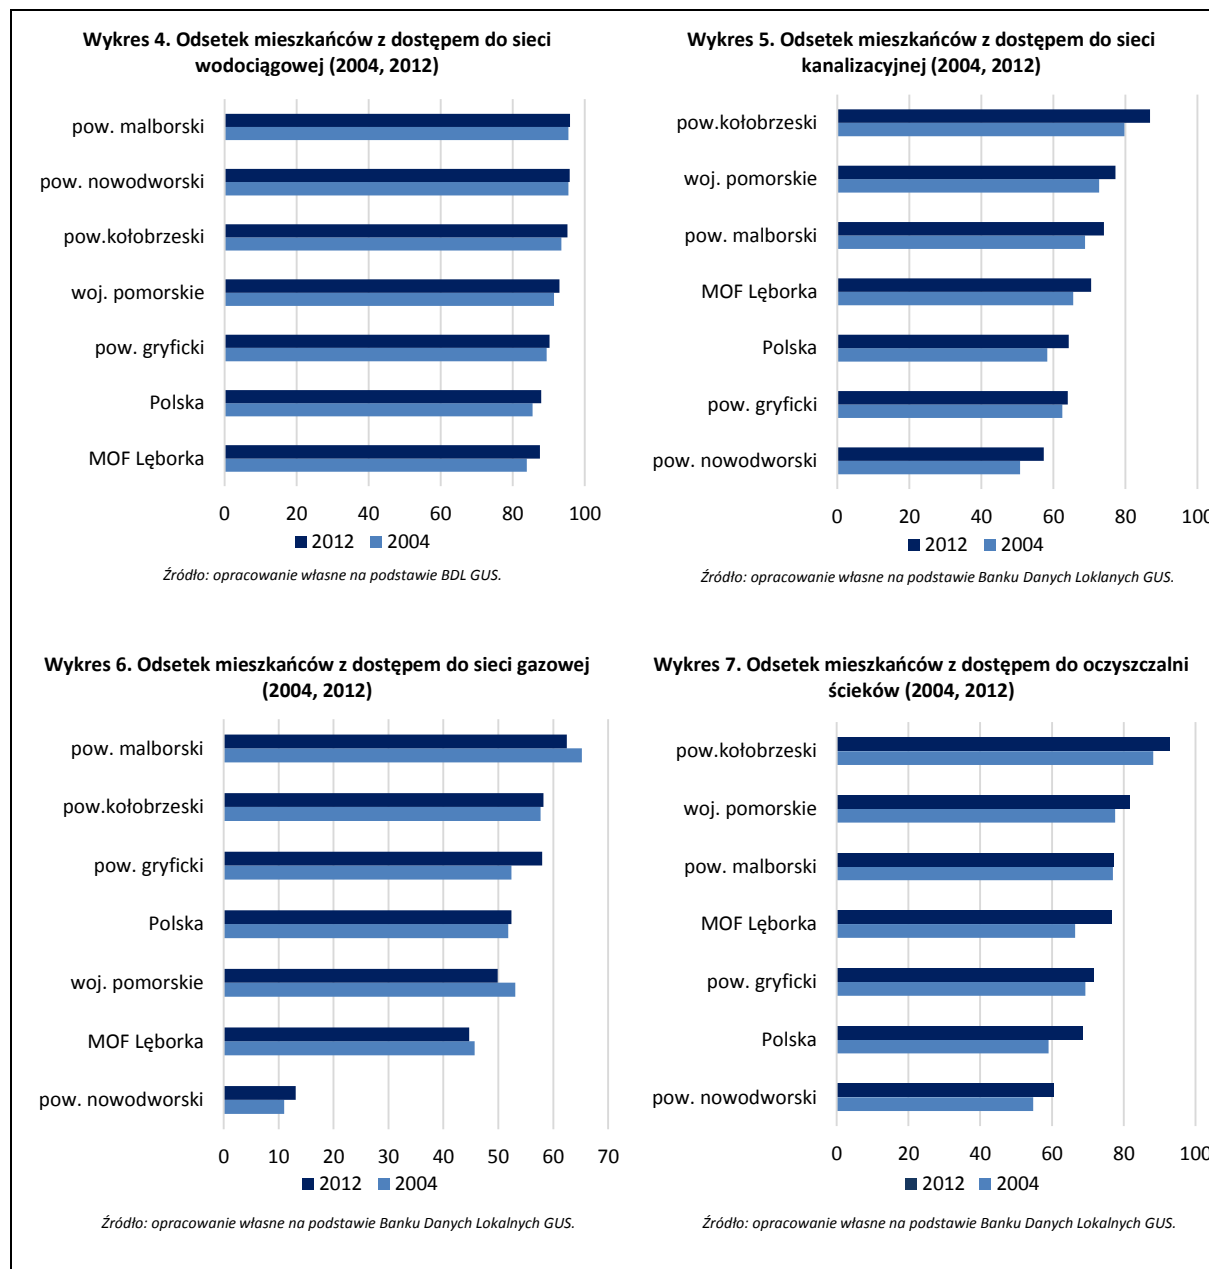 Wykres 4. Odsetek mieszkańców z dostępem do sieci
wodociągowej (2004, 2012)
pow. malborski
pow. nowodworski
pow.kołobrzeski
woj. pomorskie
pow. gryficki
Polska
MOF Lęborka
0 20 40 60 80 100
2012 2004
Źródło: opracowanie własne na podstawie BDL GUS.
Wykres 5. Odsetek mieszkańców z dostępem do sieci
kanalizacyjnej (2004, 2012)
pow.kołobrzeski
woj. pomorskie
pow. malborski
MOF Lęborka
Polska
pow. gryficki
pow. nowodworski
0 20 40 60 80 100
2012 2004
Źródło: opracowanie własne na podstawie Banku Danych Loklanych GUS.
Wykres 6. Odsetek mieszkańców z dostępem do sieci gazowej
(2004, 2012)
pow. malborski
pow.kołobrzeski
pow. gryficki
Polska
woj. pomorskie
MOF Lęborka
pow. nowodworski
0 10 20 30 40 50 60 70
2012 2004
Źródło: opracowanie własne na podstawie Banku Danych Lokalnych GUS.
Wykres 7. Odsetek mieszkańców z dostępem do oczyszczalni
ścieków (2004, 2012)
pow.kołobrzeski
woj. pomorskie
pow. malborski
MOF Lęborka
pow. gryficki
Polska
pow. nowodworski
0 20 40 60 80 100
2012 2004
Źródło: opracowanie własne na podstawie Banku Danych Lokalnych GUS.